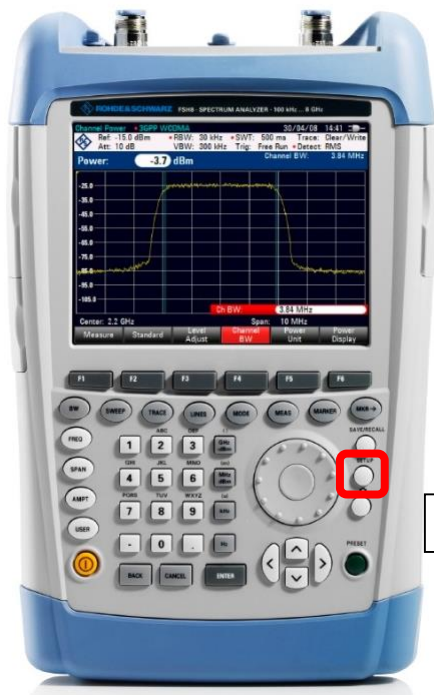 ROHDE&SCHWARZ FSH8 - SPECTRUM ANALYZER - 100 kHz ... 8 GHz
Channel Power • 3GPP WCDMA 30/04/08 14:41
Ref: -15.0 dBm • RBW: 30 kHz • SWT: 500 ms Trace: Clear/Write
Att: 10 dB VBW: 300 kHz Trig: Free Run • Detect: RMS
Power: -3.7 dBm Channel BW: 3.84 MHz
-25.0
-35.0
-45.0
-55.0
-65.0
-75.0
-85.0
-95.0
-105.0
Ch BW: 3.84 MHz
Center: 2.2 GHz Span: 10 MHz
Measure Standard Level Adjust Channel BW Power Unit Power Display
F1 F2 F3 F4 F5 F6
BW SWEEP TRACE LINES MODE MEAS MARKER MKR→
SAVE/RECALL
ABC DEF
FREQ 1 2 3 GHz dBm
SETUP
GHI JKL MNO
SPAN 4 5 6 MHz dBm
PQRS TUV WXYZ
AMPT 7 8 9 kHz
USER - 0 . Hz
PRESET
BACK CANCEL ENTER